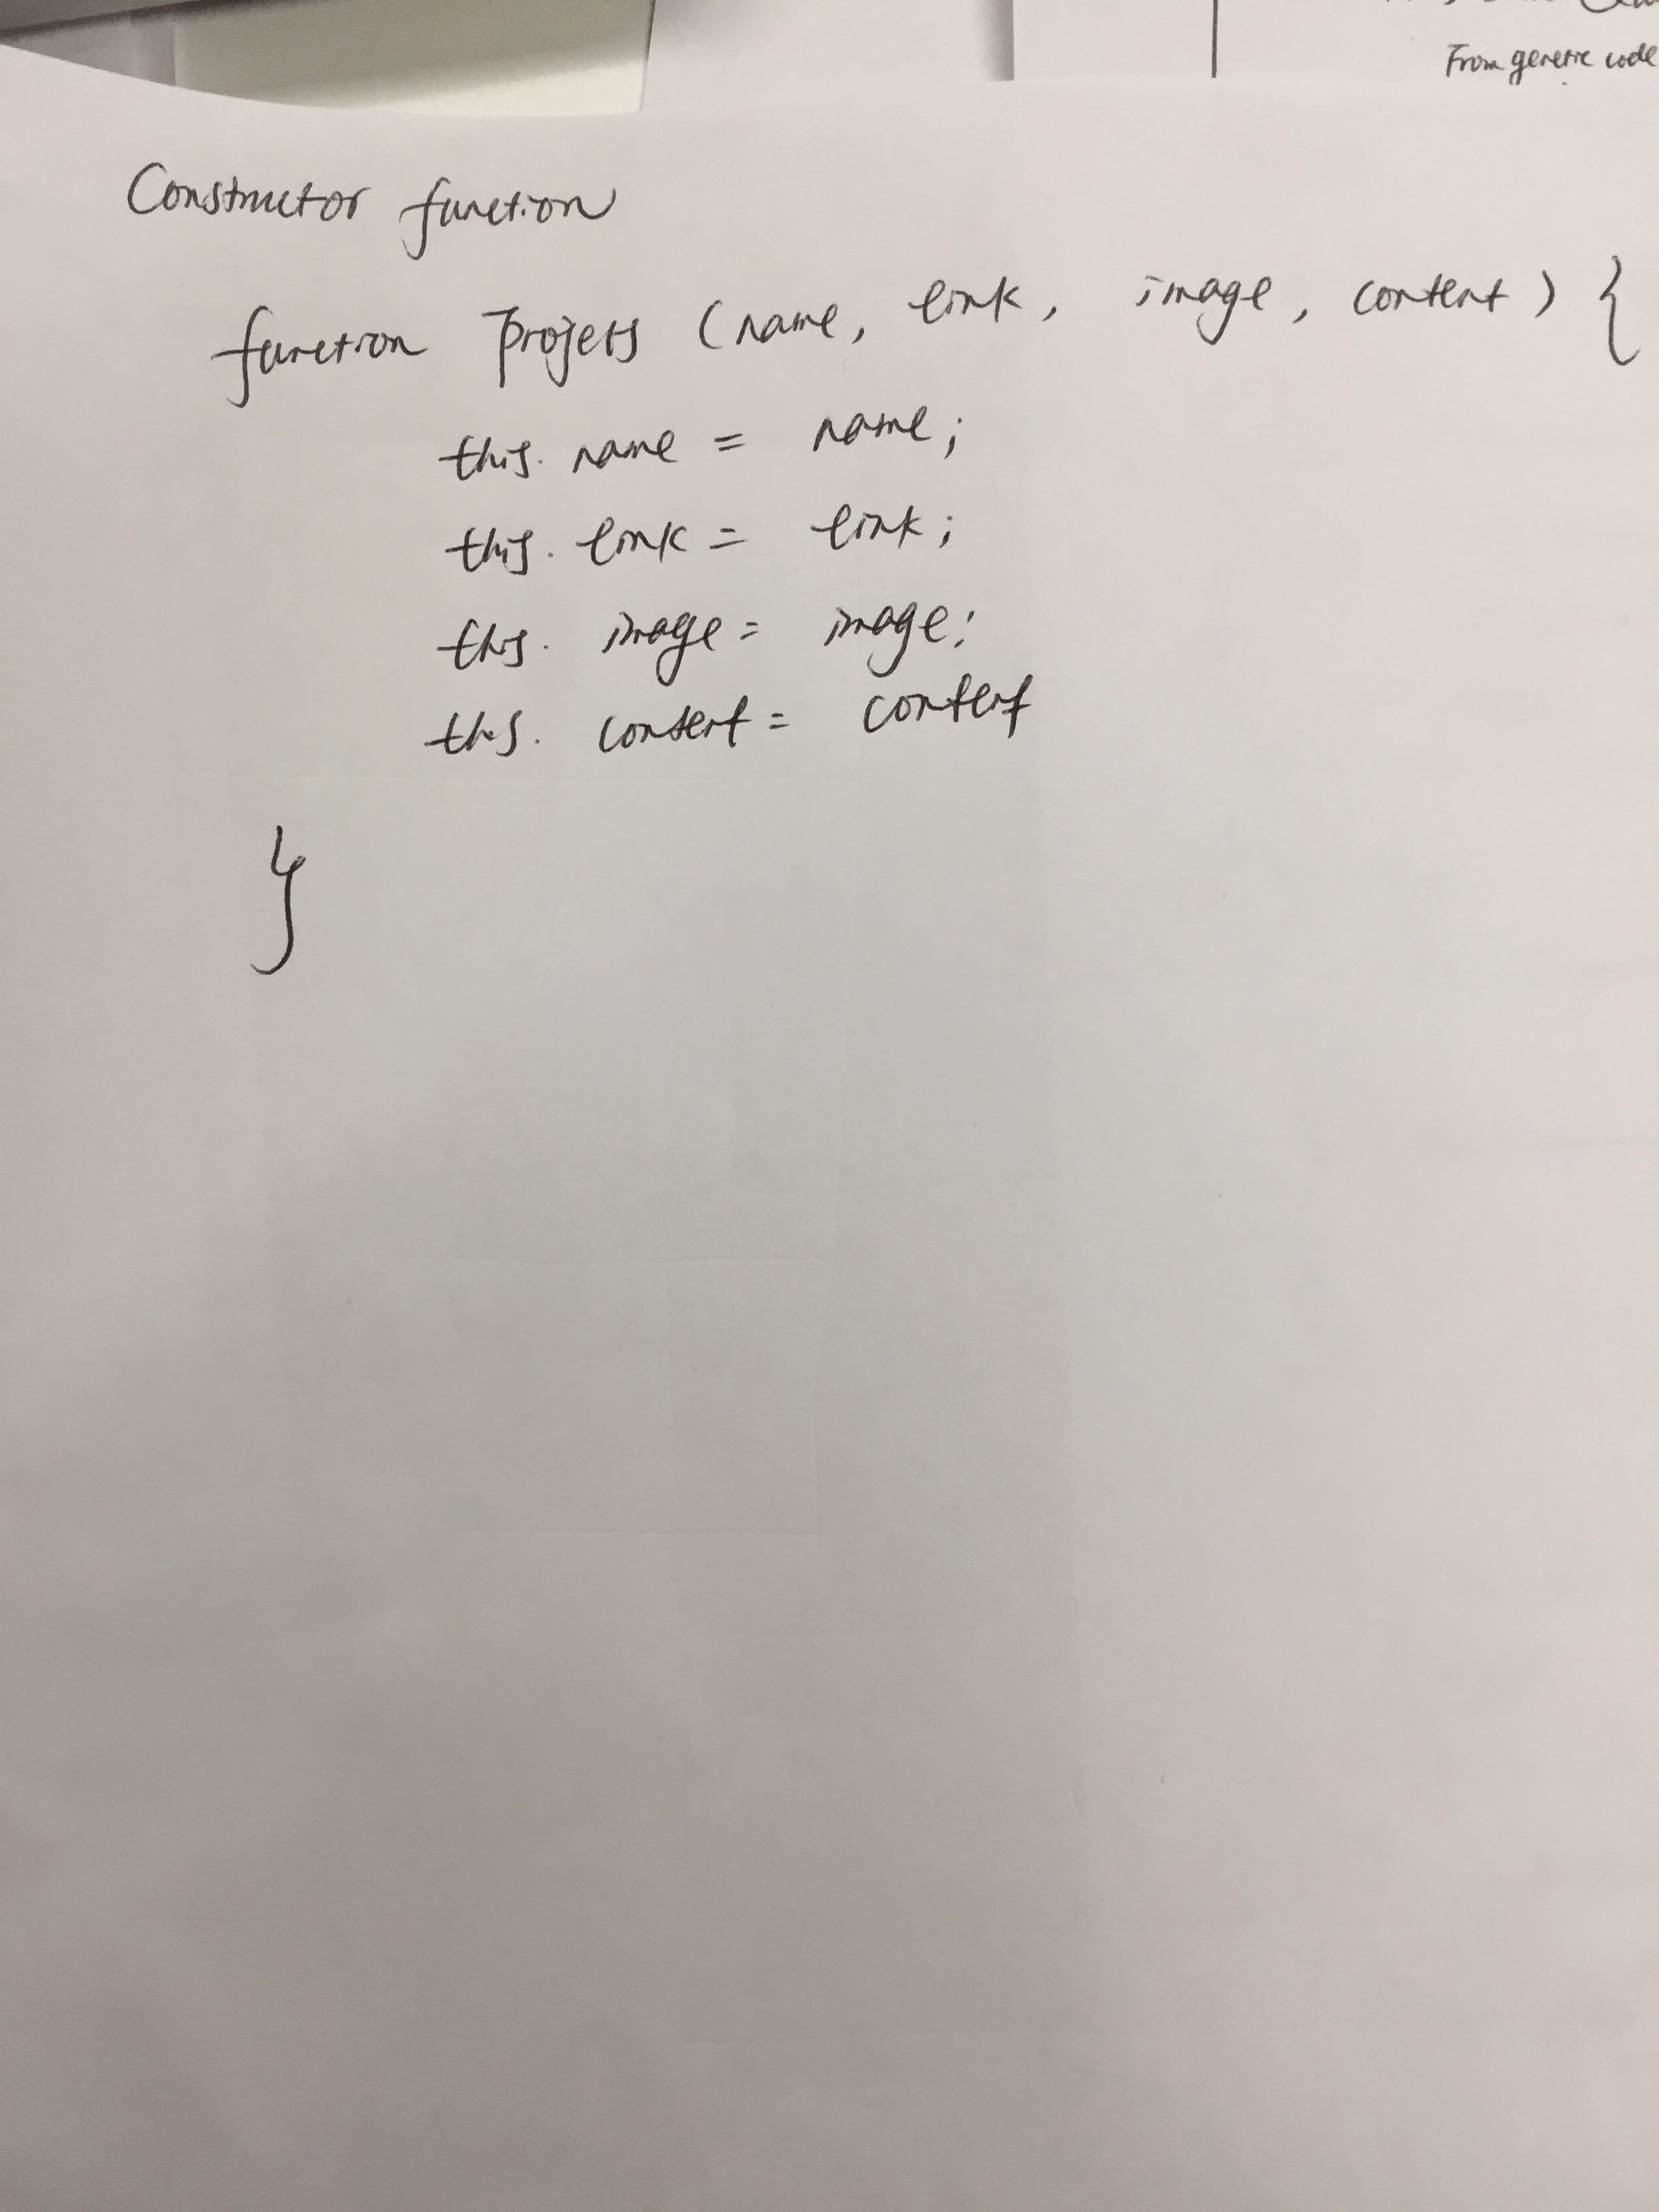 From genetic code
Constructor function
function Projets (name, link, image, content) {
this. name = name;
this. link = link;
this. image = image;
this. content = content
}